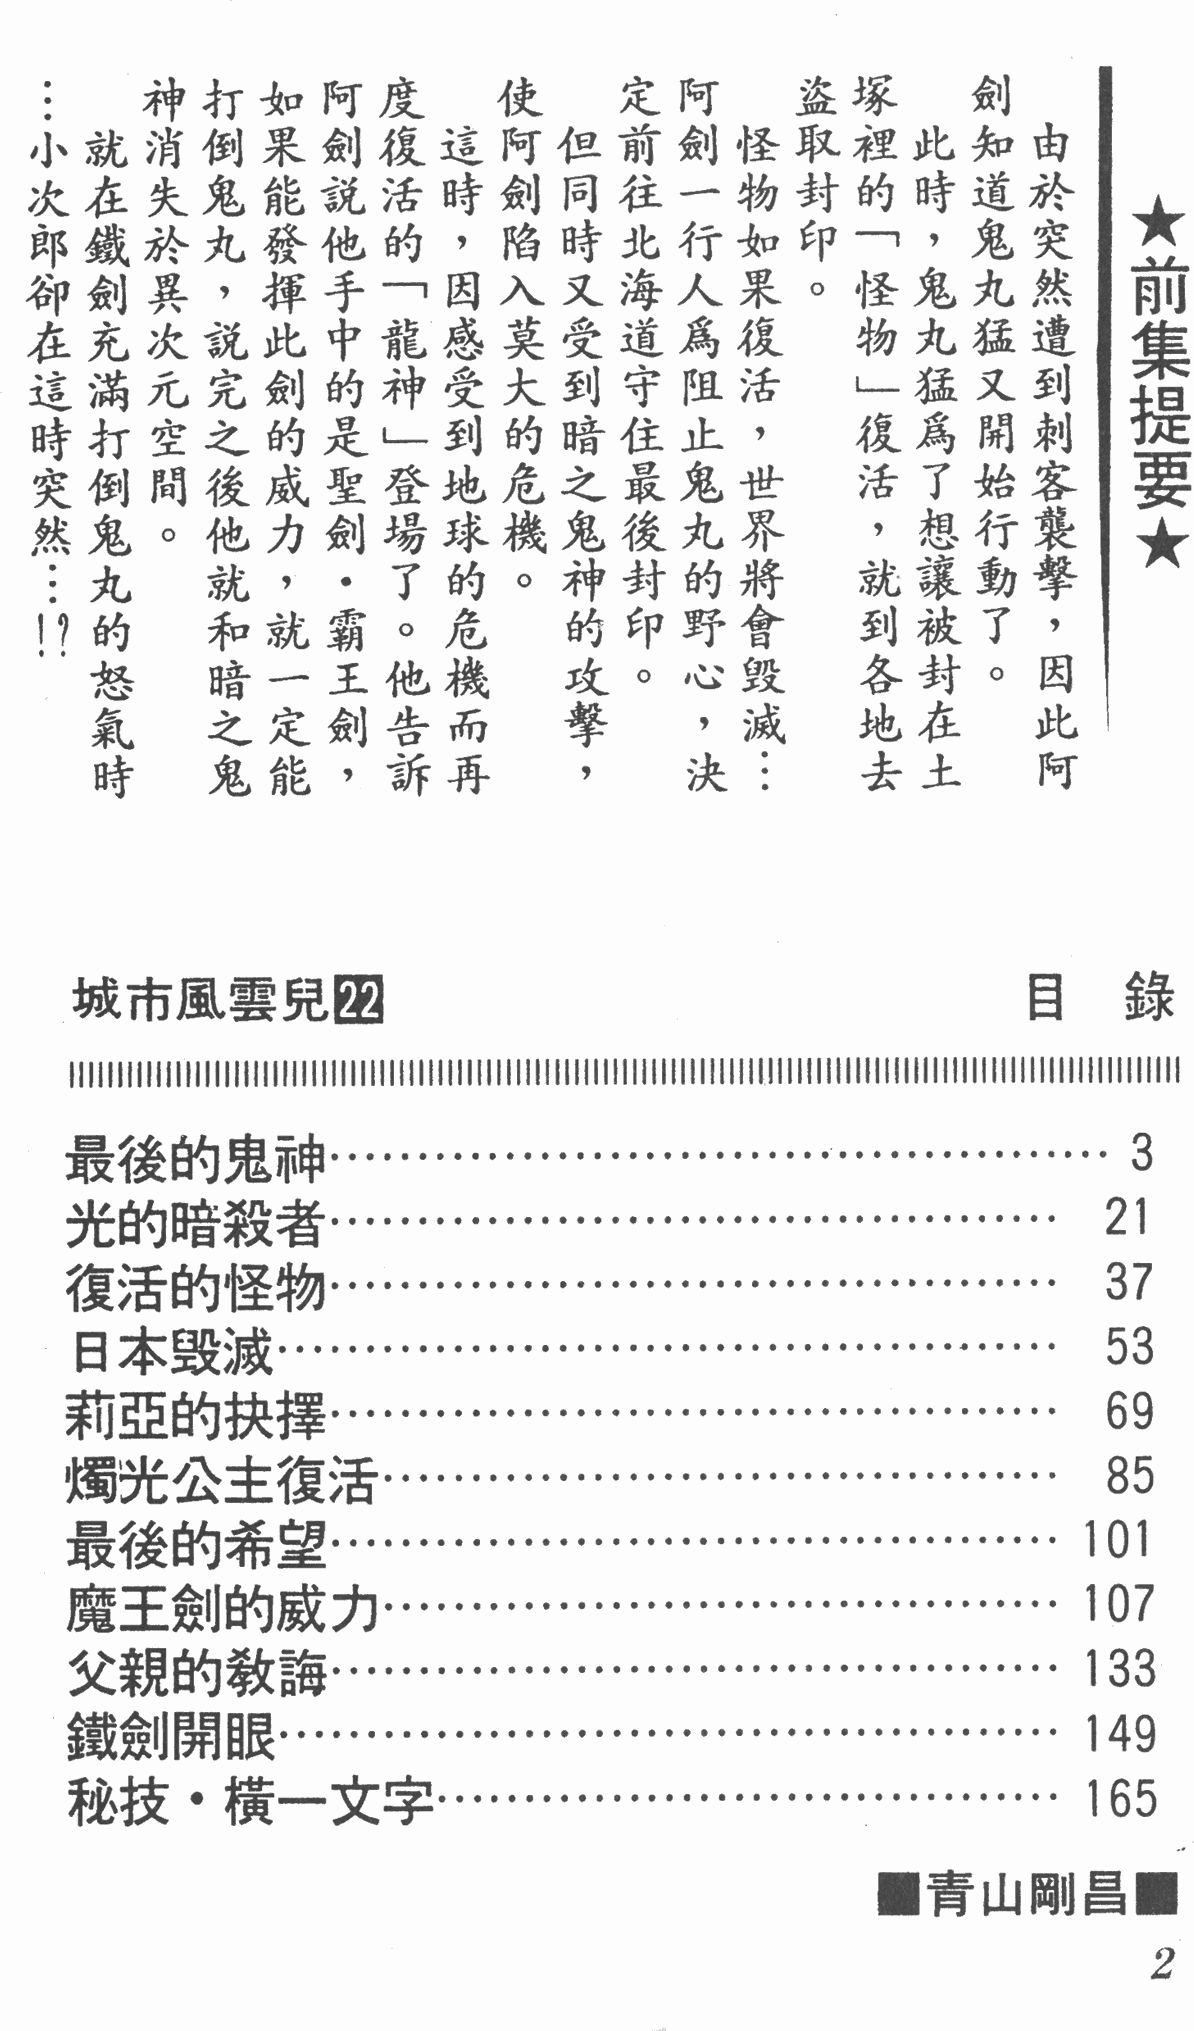 ★前集提要★
由於突然遭到刺客襲擊，因此阿
劍知道鬼丸猛又開始行動了。
此時，鬼丸猛爲了想讓被封在土
塚裡的「怪物」復活，就到各地去
盜取封印。
怪物如果復活，世界將會毀滅…
阿劍一行人爲阻止鬼丸的野心，決
定前往北海道守住最後封印。
但同時又受到暗之鬼神的攻擊，
使阿劍陷入莫大的危機。
這時，因感受到地球的危機而再
度復活的「龍神」登場了。他告訴
阿劍說他手中的是聖劍・霸王劍，
如果能發揮此劍的威力，就一定能
打倒鬼丸，說完之後他就和暗之鬼
神消失於異次元空間。
就在鐵劍充滿打倒鬼丸的怒氣時
…小次郎卻在這時突然…!?
城市風雲兒22 目 錄
最後的鬼神……………………………………… 3
光的暗殺者…………………………………… 21
復活的怪物…………………………………… 37
日本毀滅……………………………………… 53
莉亞的抉擇…………………………………… 69
燭光公主復活………………………………… 85
最後的希望…………………………………… 101
魔王劍的威力………………………………… 107
父親的教誨…………………………………… 133
鐵劍開眼……………………………………… 149
秘技・橫一文字……………………………… 165
■青山剛昌■
2